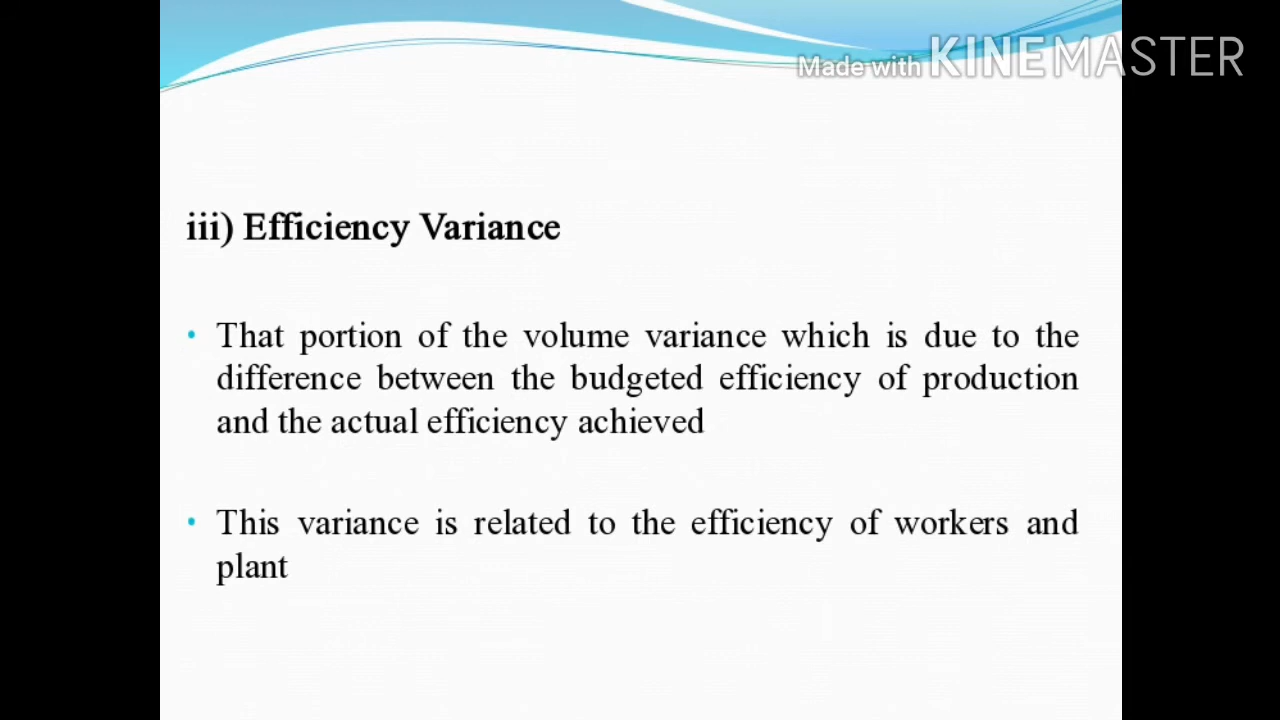 Made with KINEMASTER
iii) Efficiency Variance
• That portion of the volume variance which is due to the
difference between the budgeted efficiency of production
and the actual efficiency achieved
• This variance is related to the efficiency of workers and
plant